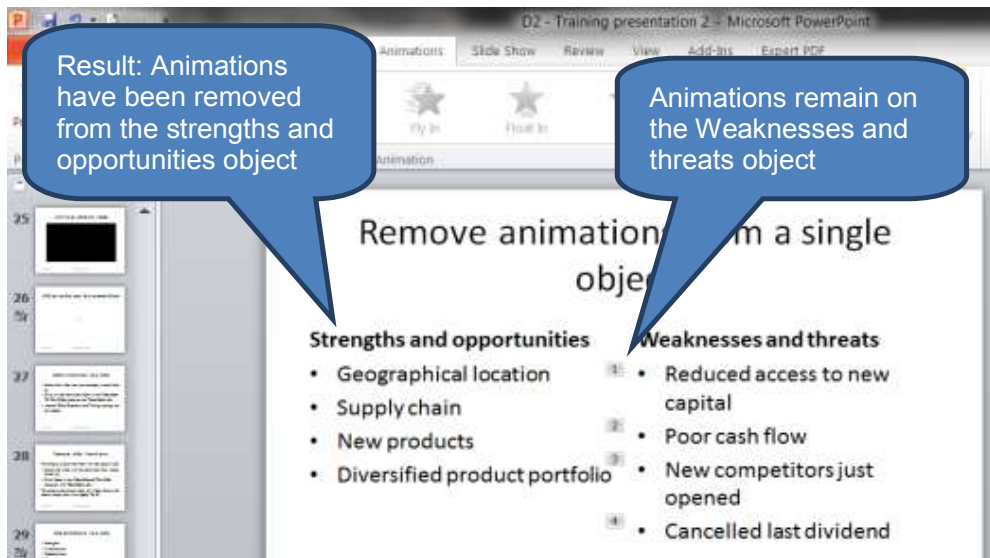 D2 - Training presentation 2 - Microsoft PowerPoint
Animations Slide Show Review View Add-Ins Expert PDF
Result: Animations
have been removed
from the strengths and
opportunities object
Animations remain on
the Weaknesses and
threats object
Fly In Float In
Animation
25
26
27
28
29
Remove animations a single
Strengths and opportunities
• Geographical location
• Supply chain
• New products
• Diversified product portfolio
Weaknesses and threats
1 • Reduced access to new
capital
2 • Poor cash flow
3 • New competitors just
opened
4 • Cancelled last dividend